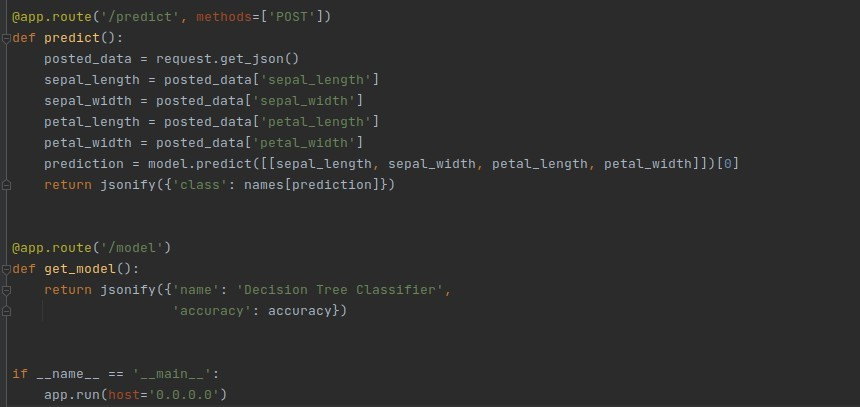 @app.route('/predict', methods=['POST'])
def predict():
    posted_data = request.get_json()
    sepal_length = posted_data['sepal_length']
    sepal_width = posted_data['sepal_width']
    petal_length = posted_data['petal_length']
    petal_width = posted_data['petal_width']
    prediction = model.predict([[sepal_length, sepal_width, petal_length, petal_width]])[0]
    return jsonify({'class': names[prediction]})
@app.route('/model')
def get_model():
    return jsonify({'name': 'Decision Tree Classifier',
                    'accuracy': accuracy})
if __name__ == '__main__':
    app.run(host='0.0.0.0')